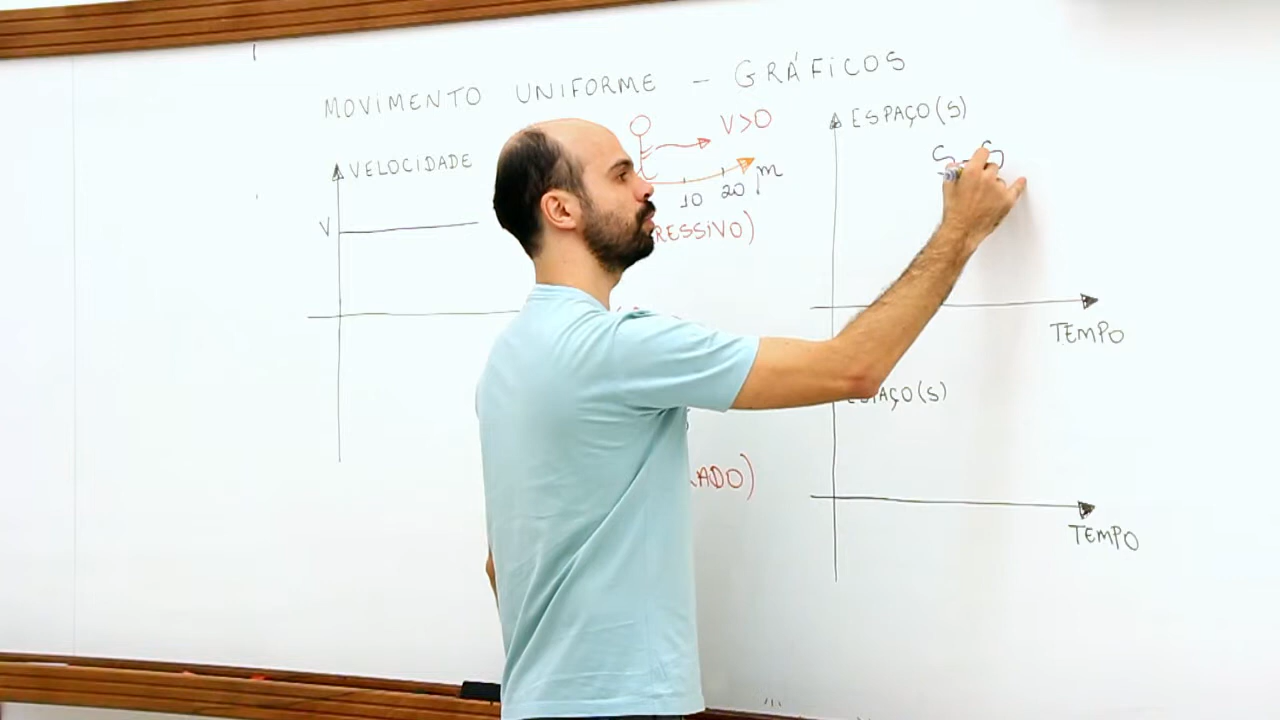 MOVIMENTO UNIFORME - GRÁFICOS
VELOCIDADE
V
V>0
10 20 m
RESSIVO)
ADO)
ESPAÇO(S)
S = S
TEMPO
ESPAÇO(S)
TEMPO